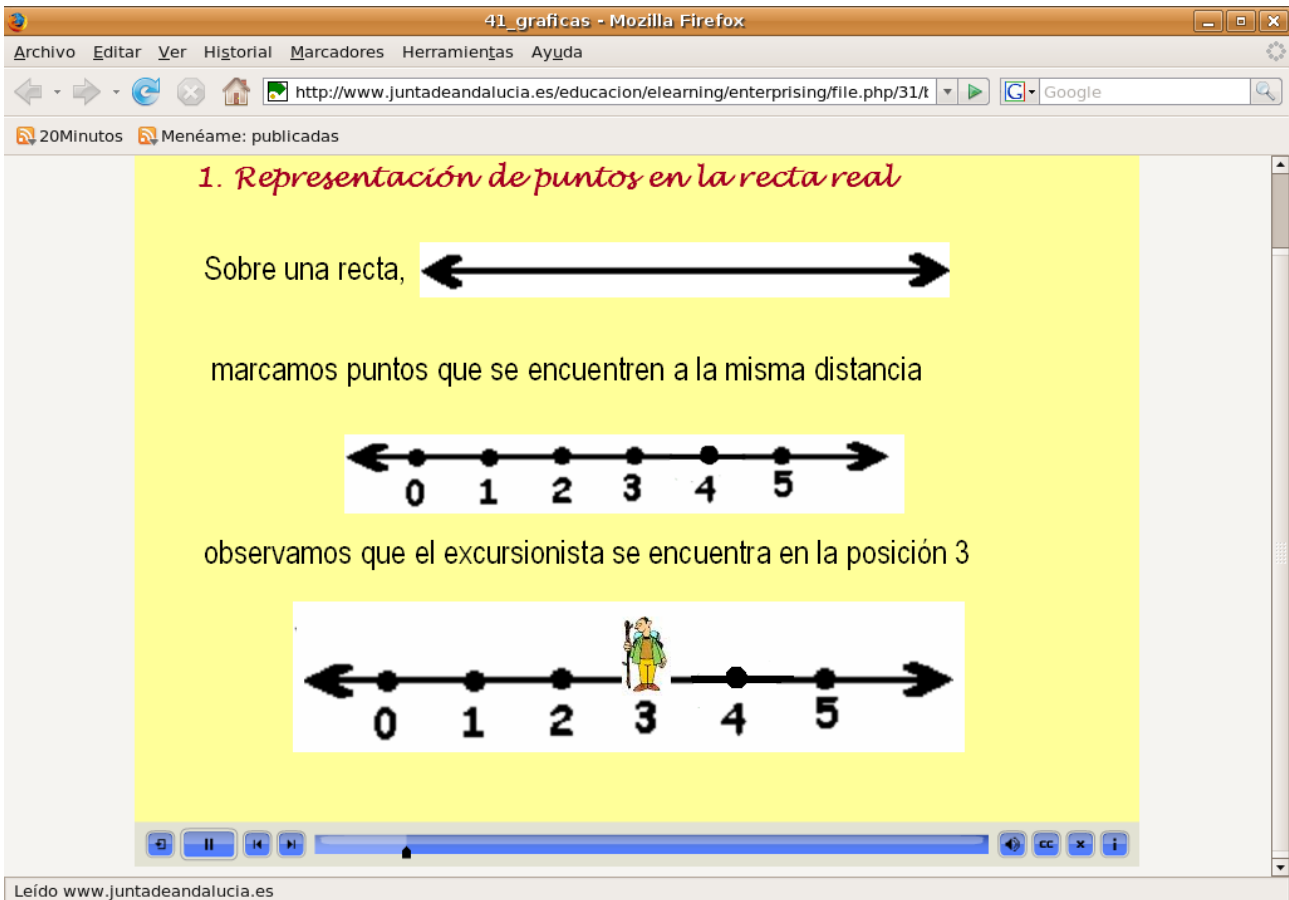 41_graficas - Mozilla Firefox
Archivo Editar Ver Historial Marcadores Herramientas Ayuda
http://www.juntadeandalucia.es/educacion/elearning/enterprising/file.php/31/t G Google
20Minutos Menéame: publicadas
1. Representación de puntos en la recta real
Sobre una recta,
marcamos puntos que se encuentren a la misma distancia
0 1 2 3 4 5
observamos que el excursionista se encuentra en la posición 3
0 1 2 3 4 5
CC x i
Leído www.juntadeandalucia.es